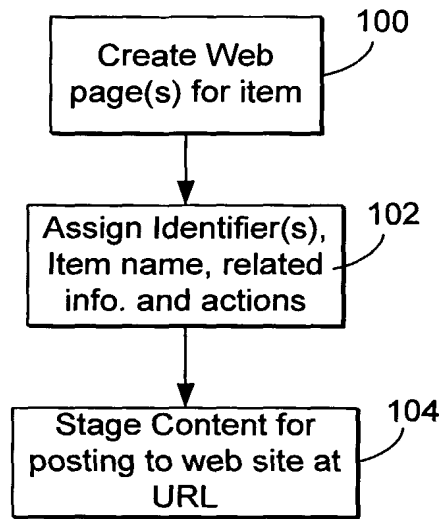 100
Create Web
page(s) for item
102
Assign Identifier(s),
Item name, related
info. and actions
104
Stage Content for
posting to web site at
URL